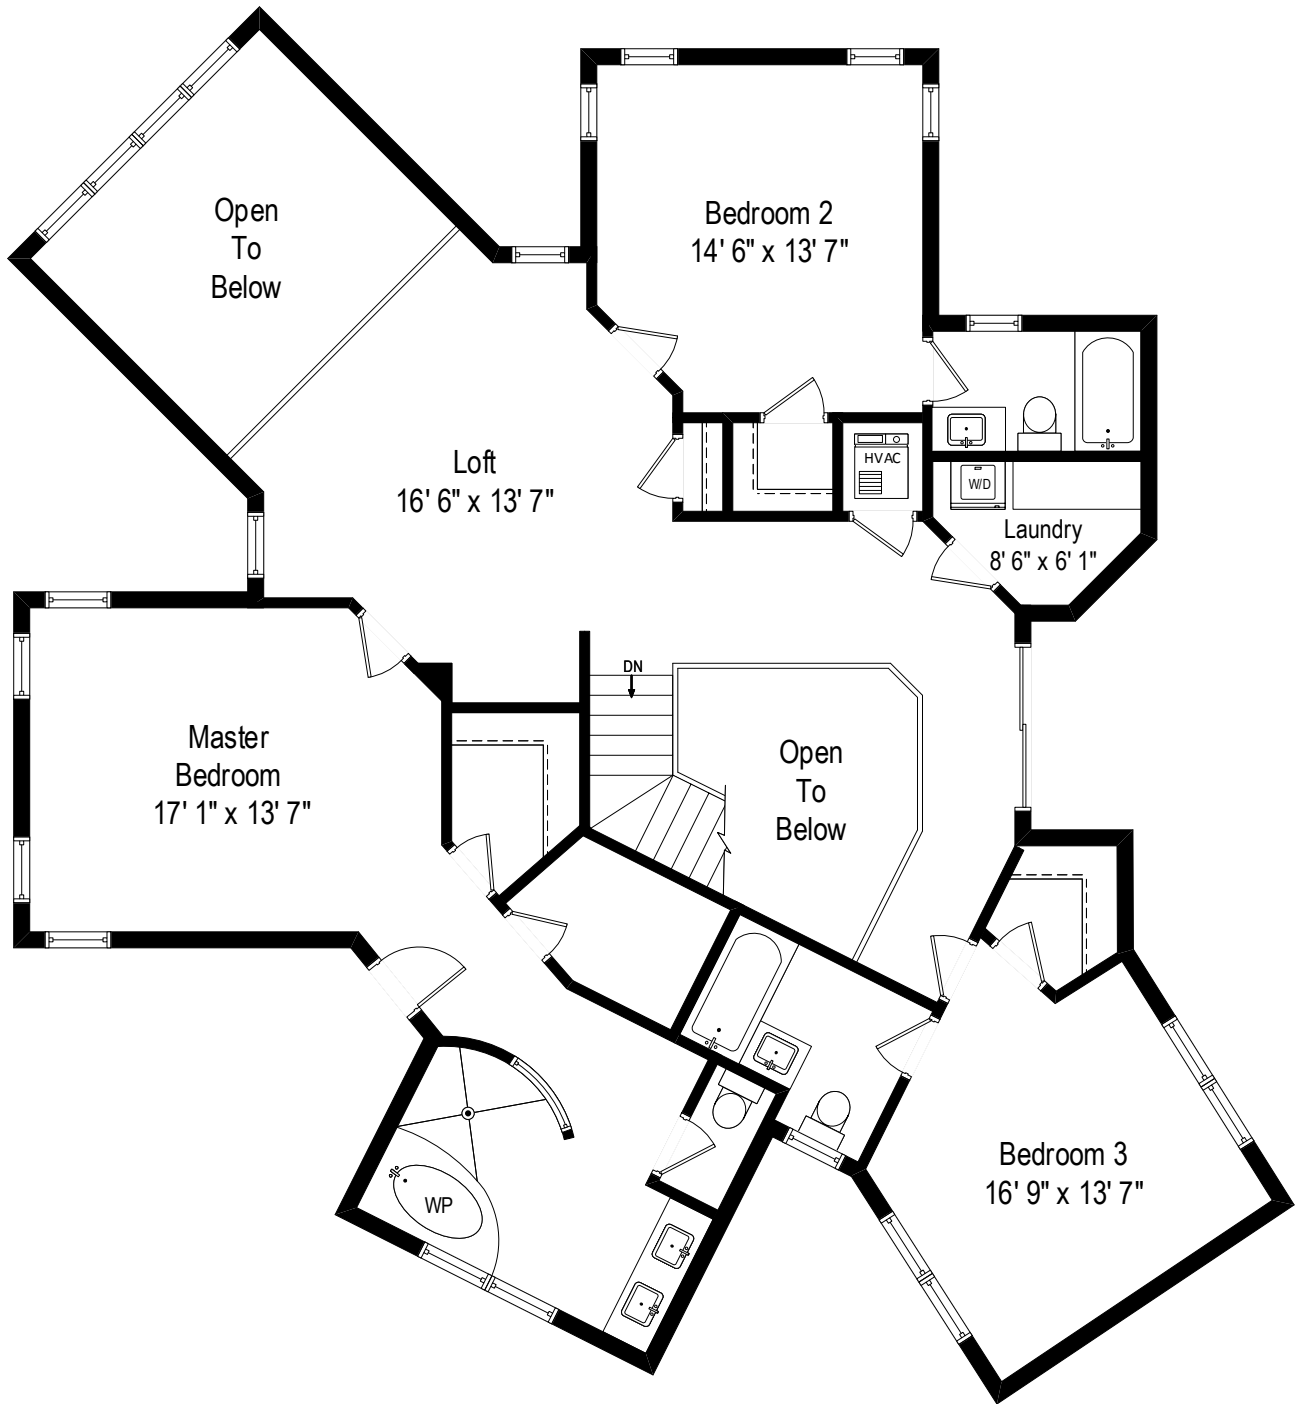 Open
To
Below
Bedroom 2
14' 6" x 13' 7"
Loft
16' 6" x 13' 7"
HVAC
W/D
Laundry
8' 6" x 6' 1"
DN
Master
Bedroom
17' 1" x 13' 7"
Open
To
Below
Bedroom 3
16' 9" x 13' 7"
WP